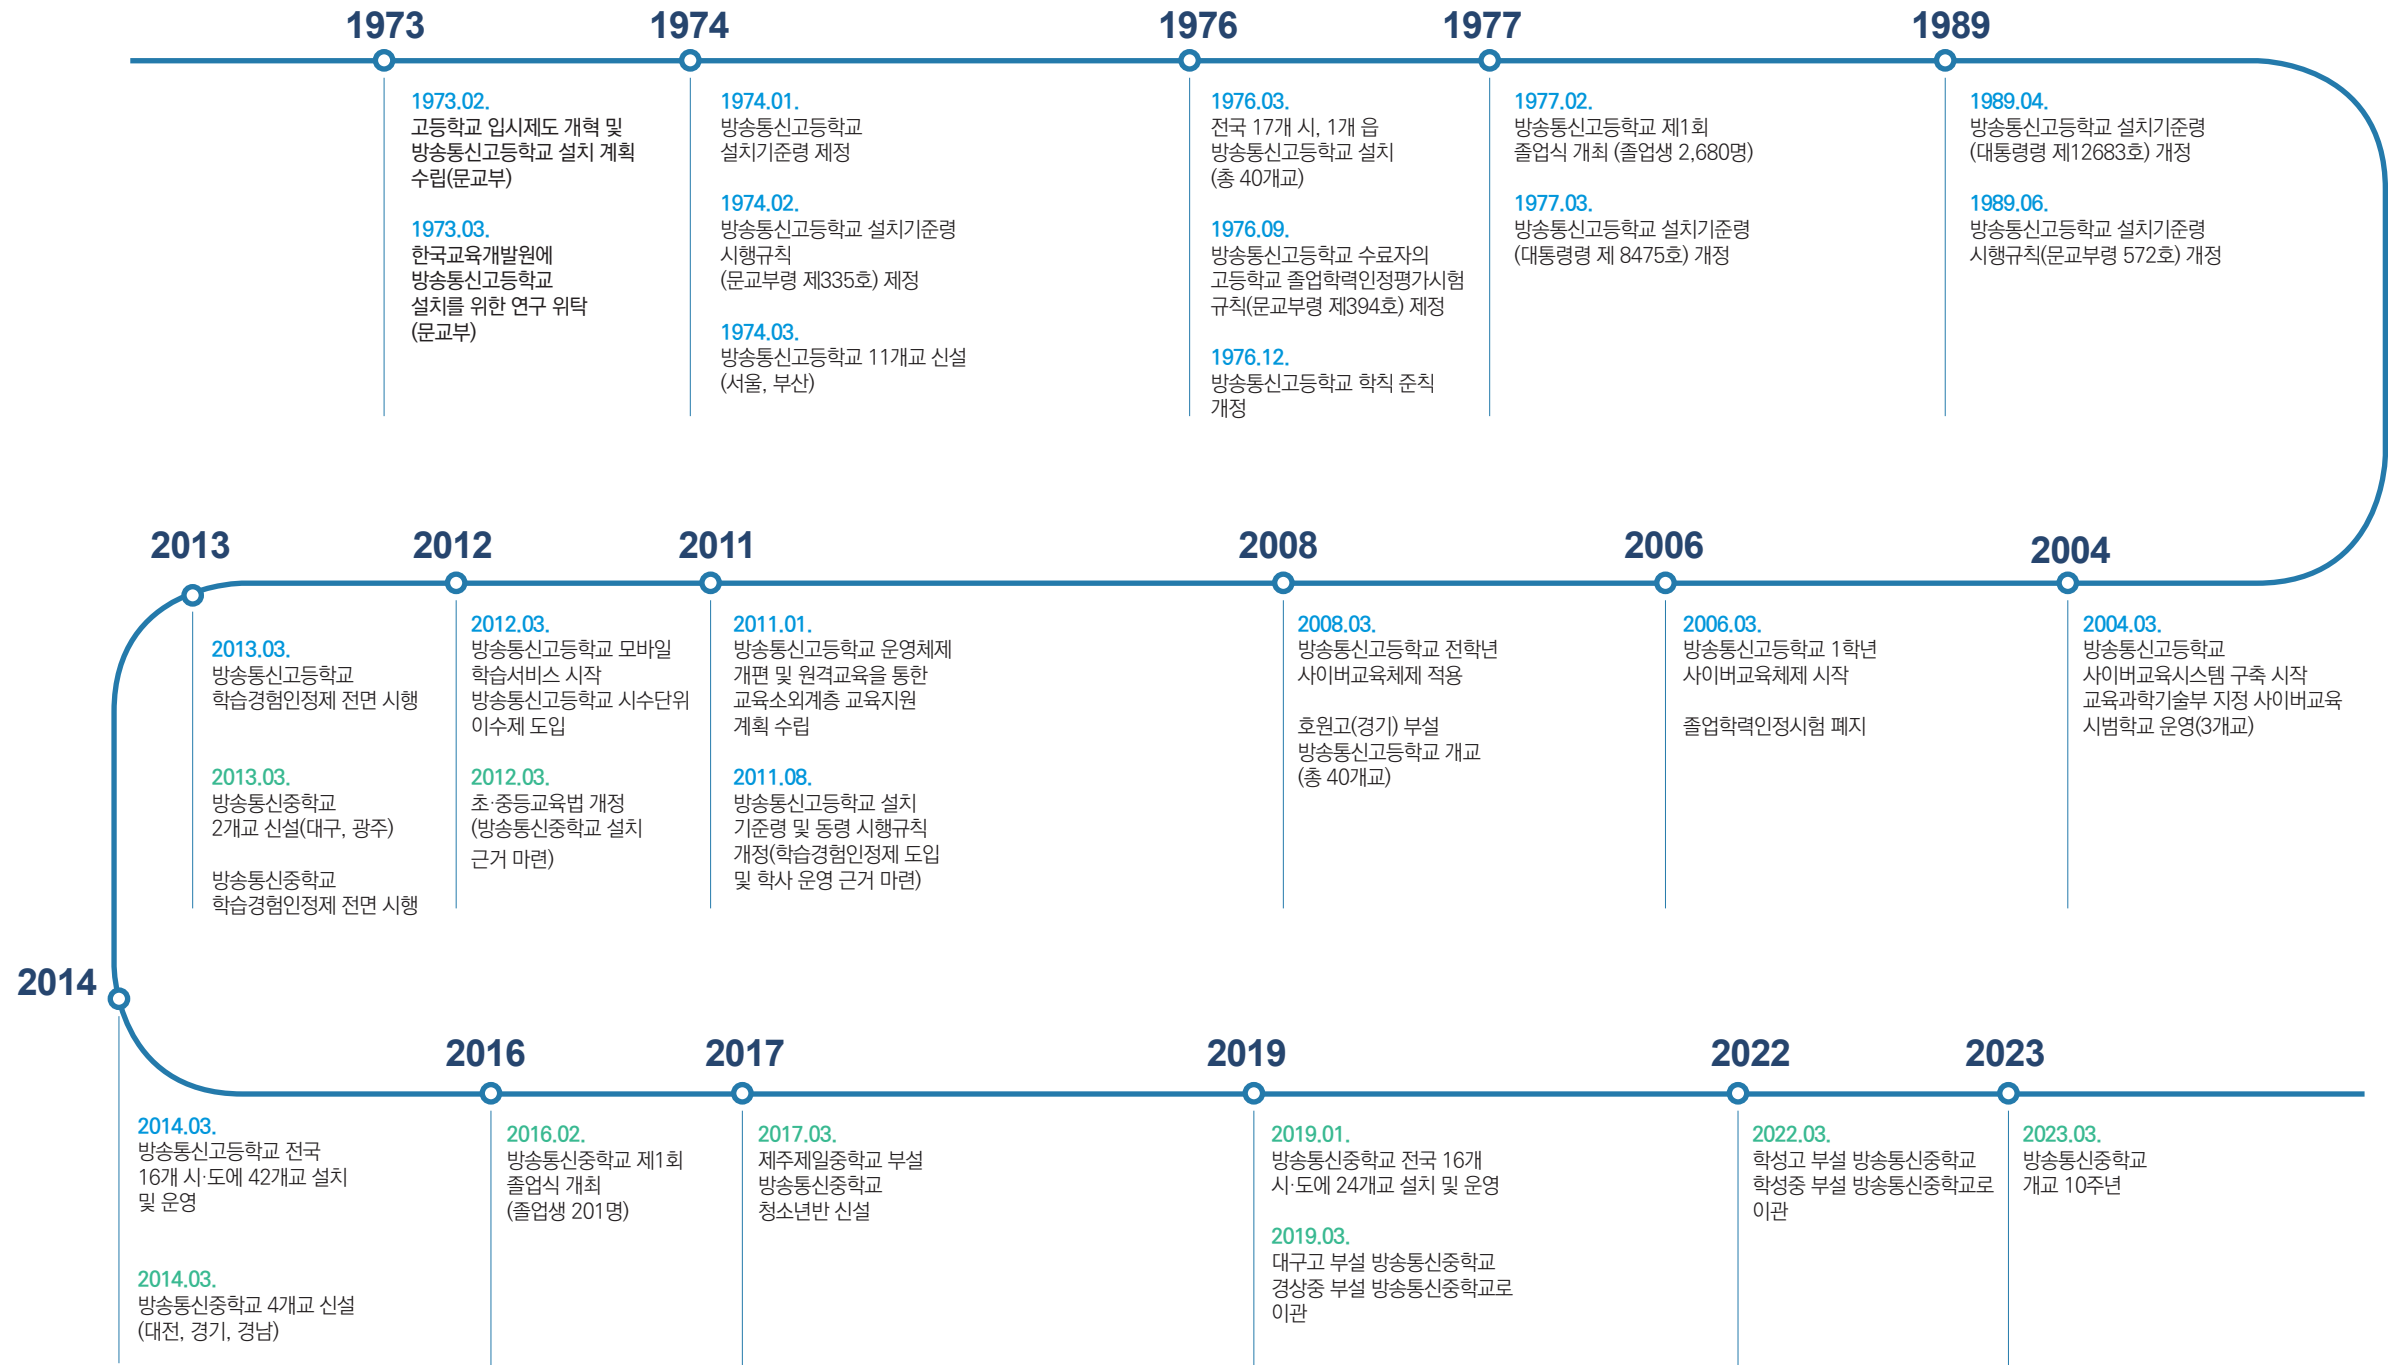 1973
1973.02.
고등학교 입시제도 개혁 및
방송통신고등학교 설치 계획
수립(문교부)
1973.03.
한국교육개발원에
방송통신고등학교
설치를 위한 연구 위탁
(문교부)
1974
1974.01.
방송통신고등학교
설치기준령 제정
1974.02.
방송통신고등학교 설치기준령
시행규칙
(문교부령 제335호) 제정
1974.03.
방송통신고등학교 11개교 신설
(서울, 부산)
1976
1976.03.
전국 17개 시, 1개 읍
방송통신고등학교 설치
(총 40개교)
1976.09.
방송통신고등학교 수료자의
고등학교 졸업학력인정평가시험
규칙(문교부령 제394호) 제정
1976.12.
방송통신고등학교 학칙 준칙
개정
1977
1977.02.
방송통신고등학교 제1회
졸업식 개최 (졸업생 2,680명)
1977.03.
방송통신고등학교 설치기준령
(대통령령 제 8475호) 개정
1989
1989.04.
방송통신고등학교 설치기준령
(대통령령 제12683호) 개정
1989.06.
방송통신고등학교 설치기준령
시행규칙(문교부령 572호) 개정
2004
2004.03.
방송통신고등학교
사이버교육시스템 구축 시작
교육과학기술부 지정 사이버교육
시범학교 운영(3개교)
2006
2006.03.
방송통신고등학교 1학년
사이버교육체제 시작
졸업학력인정시험 폐지
2008
2008.03.
방송통신고등학교 전학년
사이버교육체제 적용
호원고(경기) 부설
방송통신고등학교 개교
(총 40개교)
2011
2011.01.
방송통신고등학교 운영체제
개편 및 원격교육을 통한
교육소외계층 교육지원
계획 수립
2011.08.
방송통신고등학교 설치
기준령 및 동령 시행규칙
개정(학습경험인정제 도입
및 학사 운영 근거 마련)
2012
2012.03.
방송통신고등학교 모바일
학습서비스 시작
방송통신고등학교 시수단위
이수제 도입
2012.03.
초·중등교육법 개정
(방송통신중학교 설치
근거 마련)
2013
2013.03.
방송통신고등학교
학습경험인정제 전면 시행
2013.03.
방송통신중학교
2개교 신설(대구, 광주)
방송통신중학교
학습경험인정제 전면 시행
2014
2014.03.
방송통신고등학교 전국
16개 시·도에 42개교 설치
및 운영
2014.03.
방송통신중학교 4개교 신설
(대전, 경기, 경남)
2016
2016.02.
방송통신중학교 제1회
졸업식 개최
(졸업생 201명)
2017
2017.03.
제주제일중학교 부설
방송통신중학교
청소년반 신설
2019
2019.01.
방송통신중학교 전국 16개
시·도에 24개교 설치 및 운영
2019.03.
대구고 부설 방송통신중학교
경상중 부설 방송통신중학교로
이관
2022
2022.03.
학성고 부설 방송통신중학교
학성중 부설 방송통신중학교로
이관
2023
2023.03.
방송통신중학교
개교 10주년